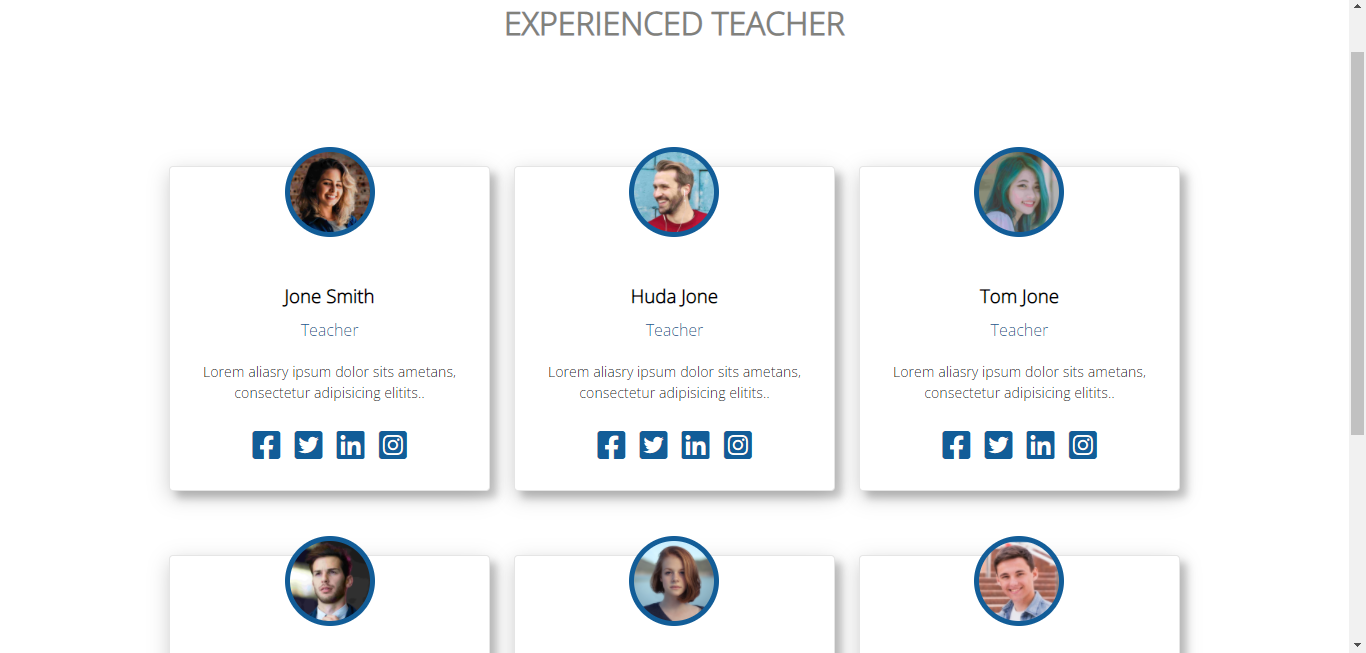 EXPERIENCED TEACHER
Jone Smith
Teacher
Lorem aliasry ipsum dolor sits ametans,
consectetur adipisicing elitits..
Huda Jone
Teacher
Lorem aliasry ipsum dolor sits ametans,
consectetur adipisicing elitits..
Tom Jone
Teacher
Lorem aliasry ipsum dolor sits ametans,
consectetur adipisicing elitits..